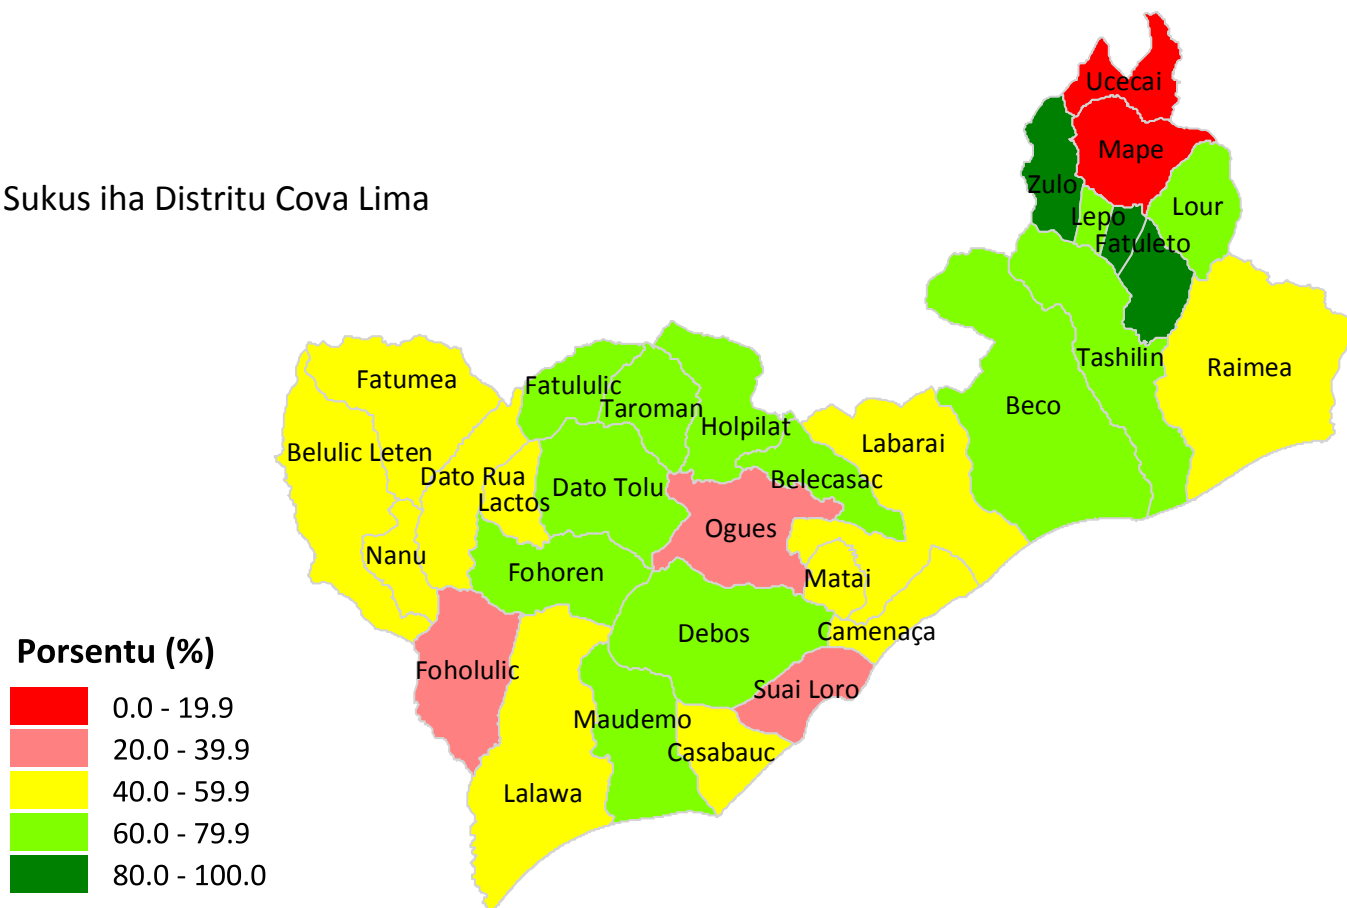 Ucecai
Mape
Zulo
Lepo
Lour
Fatuleto
Sukus iha Distritu Cova Lima
Tashilin
Raimea
Beco
Fatumea
Fatululic
Taroman
Holpilat
Labarai
Belulic Leten
Dato Rua
Lactos
Dato Tolu
Belecasac
Ogues
Nanu
Fohoren
Matai
Debos
Camenaça
Foholulic
Suai Loro
Maudemo
Casabauc
Lalawa
Porsentu (%)
0.0 - 19.9
20.0 - 39.9
40.0 - 59.9
60.0 - 79.9
80.0 - 100.0